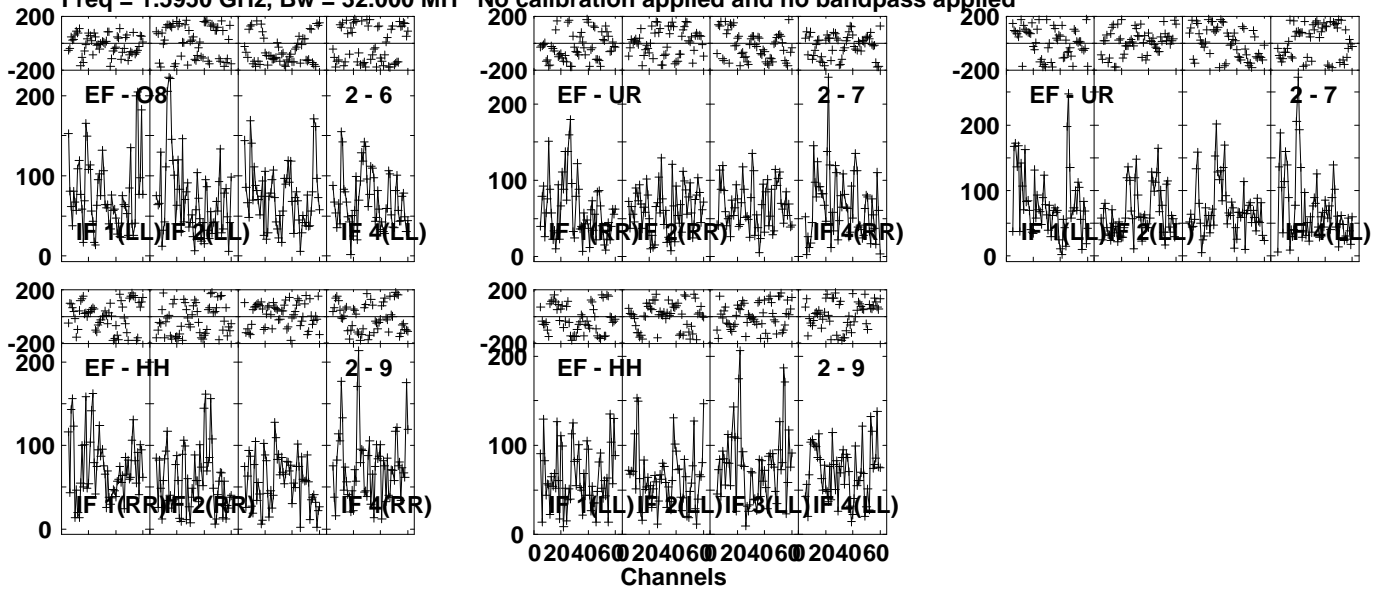 Freq = 1.5950 GHz, Bw = 32.000 MH No calibration applied and no bandpass applied
200
-200
200
100
0
EF - O8
2 - 6
IF 1(LL)
IF 2(LL)
IF 4(LL)
200
-200
200
100
0
EF - UR
2 - 7
IF 1(RR)
IF 2(RR)
IF 4(RR)
200
-200
200
100
0
EF - UR
2 - 7
IF 1(LL)
IF 2(LL)
IF 4(LL)
200
-200
200
100
0
EF - HH
2 - 9
IF 1(RR)
IF 2(RR)
IF 4(RR)
200
-200
200
100
0
EF - HH
2 - 9
IF 1(LL)
IF 2(LL)
IF 3(LL)
IF 4(LL)
0 20 40 60 0 20 40 60 0 20 40 60 0 20 40 60
Channels